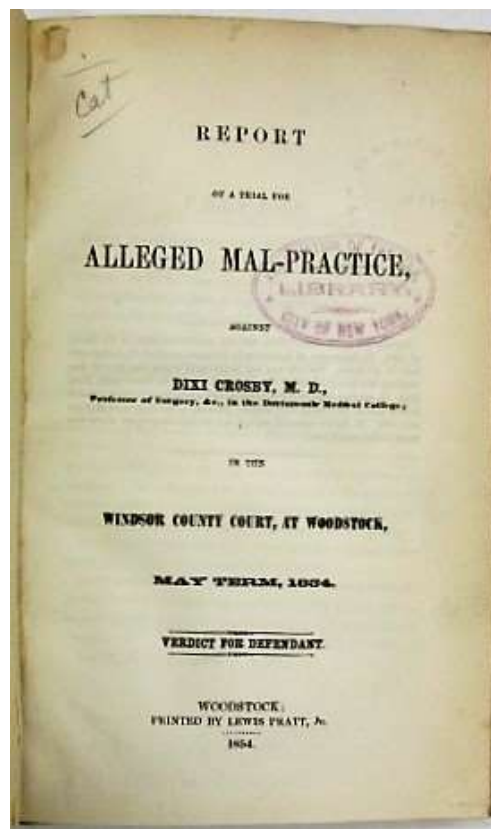 Cat
REPORT
OF A TRIAL FOR
ALLEGED MAL-PRACTICE,
AGAINST
DIXI CROSBY, M. D.,
Professor of Surgery, &c., in the Dartmouth Medical College,
IN THE
WINDSOR COUNTY COURT, AT WOODSTOCK,
MAY TERM, 1854.
VERDICT FOR DEFENDANT.
WOODSTOCK:
PRINTED BY LEWIS PRATT, Jr.
1854.
LIBRARY
CITY OF NEW YORK